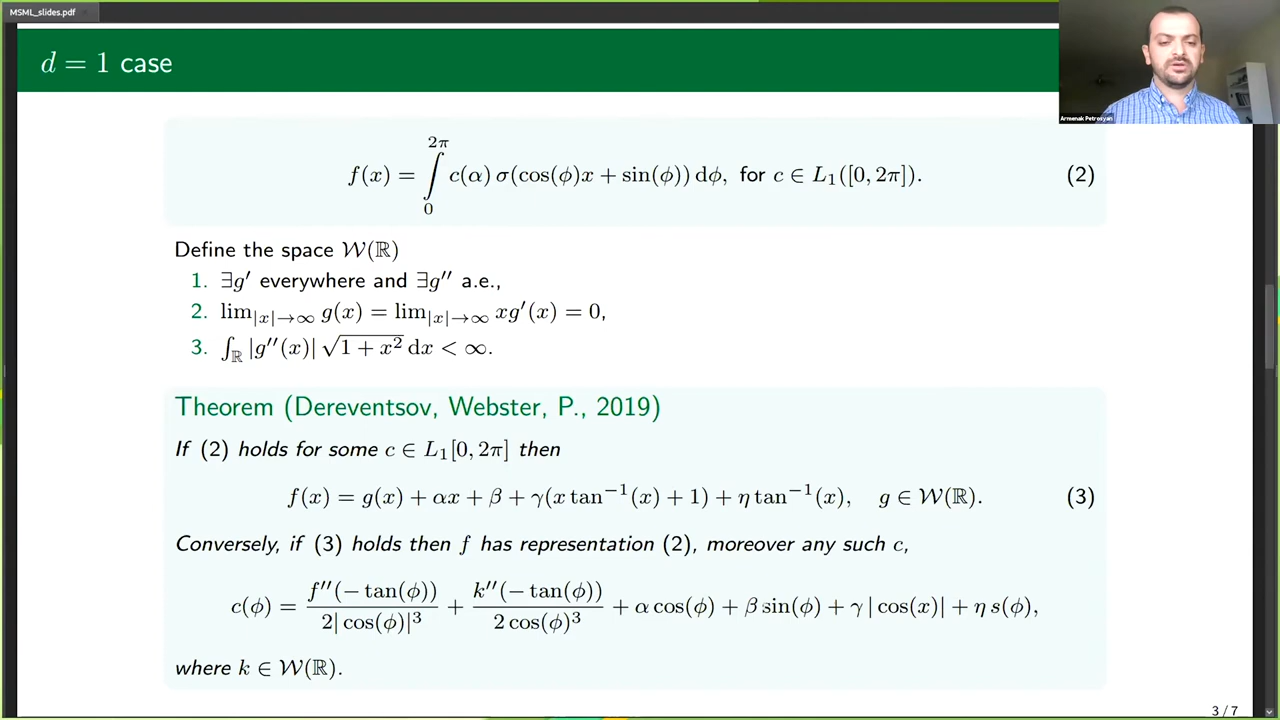 MSML_slides.pdf
d = 1 case
Armenak Petrosyan
f(x) = ∫₀^{2π} c(α) σ(cos(ϕ)x + sin(ϕ)) dϕ, for c ∈ L₁([0, 2π]). (2)
Define the space 𝒲(ℝ)
1. ∃g′ everywhere and ∃g″ a.e.,
2. lim_{|x|→∞} g(x) = lim_{|x|→∞} xg′(x) = 0,
3. ∫_ℝ |g″(x)| √(1 + x²) dx < ∞.
Theorem (Dereventsov, Webster, P., 2019)
If (2) holds for some c ∈ L₁[0, 2π] then
f(x) = g(x) + αx + β + γ(x tan⁻¹(x) + 1) + η tan⁻¹(x), g ∈ 𝒲(ℝ). (3)
Conversely, if (3) holds then f has representation (2), moreover any such c,
c(ϕ) = f″(− tan(ϕ)) / 2| cos(ϕ)|³ + k″(− tan(ϕ)) / 2 cos(ϕ)³ + α cos(ϕ) + β sin(ϕ) + γ | cos(x)| + η s(ϕ),
where k ∈ 𝒲(ℝ).
3 / 7